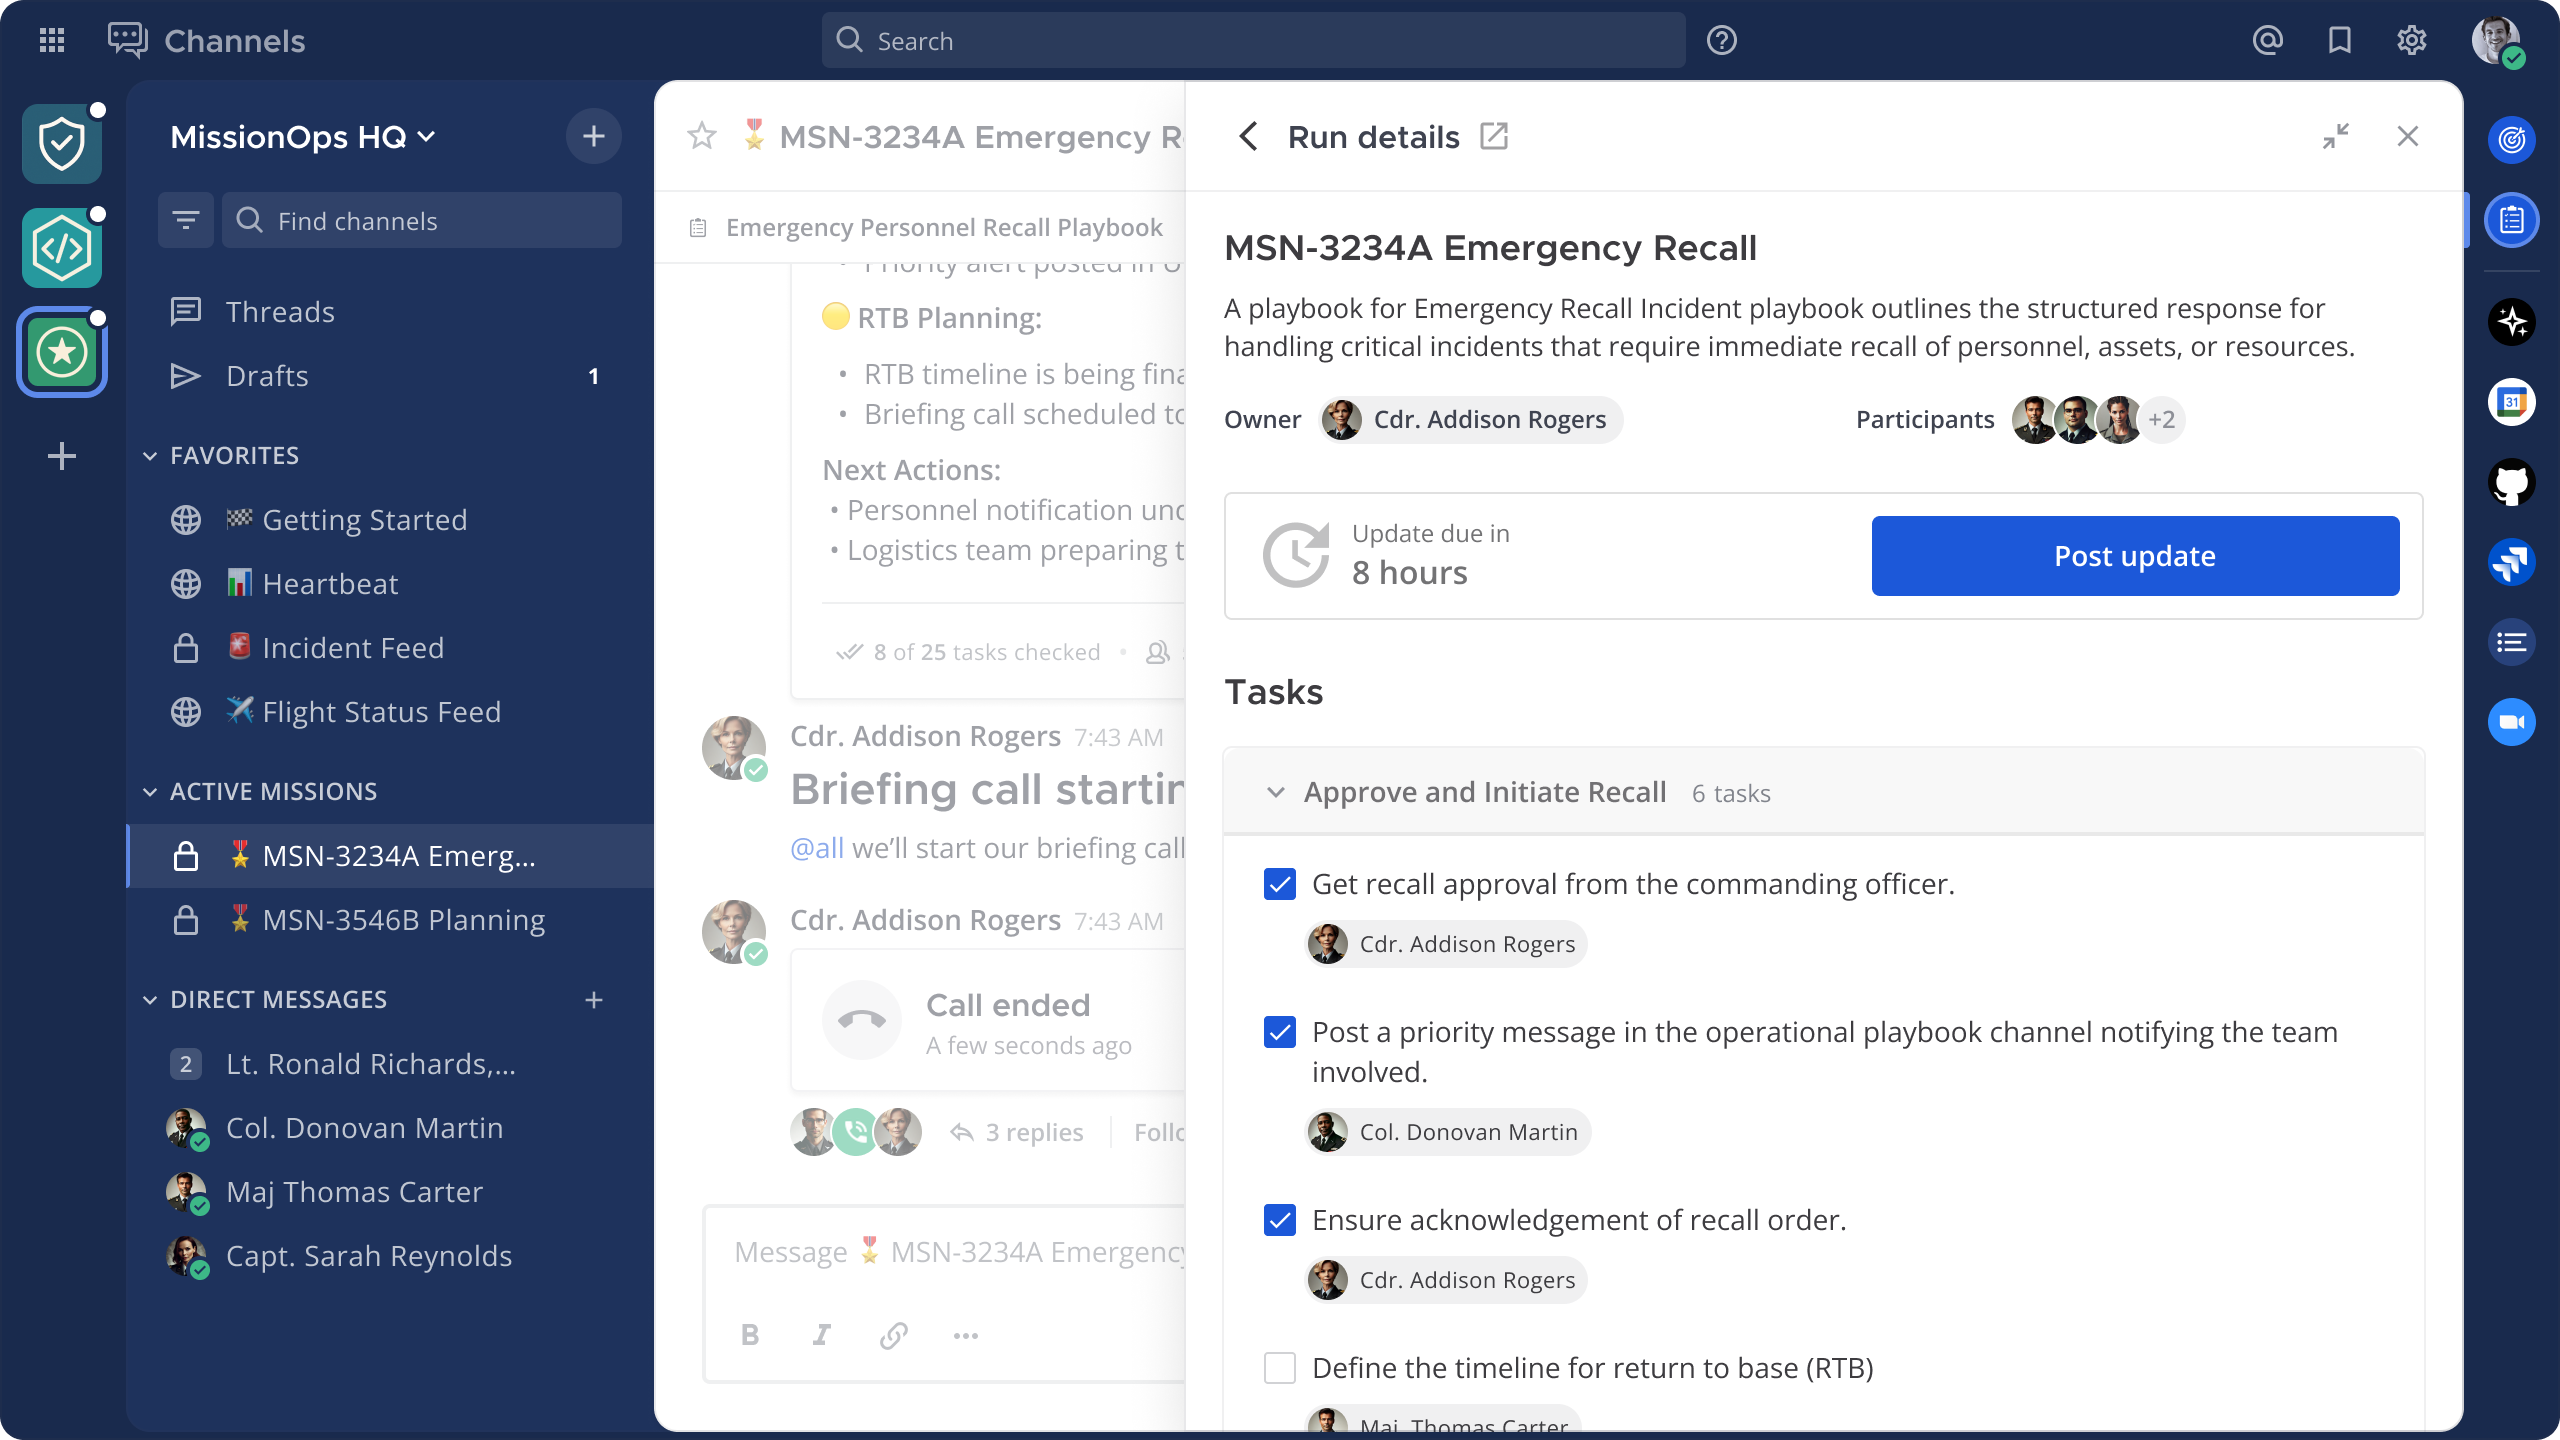 Channels
Search
MissionOps HQ
Find channels
Threads
Drafts 1
FAVORITES
Getting Started
Heartbeat
Incident Feed
Flight Status Feed
ACTIVE MISSIONS
MSN-3234A Emerg...
MSN-3546B Planning
DIRECT MESSAGES
2 Lt. Ronald Richards,...
Col. Donovan Martin
Maj Thomas Carter
Capt. Sarah Reynolds
MSN-3234A Emergency
Emergency Personnel Recall Playbook
• Priority alert posted in
RTB Planning:
• RTB timeline is being
• Briefing call scheduled
Next Actions:
• Personnel notification
• Logistics team preparing
8 of 25 tasks checked •
Cdr. Addison Rogers 7:43 AM
Briefing call
@all we’ll start our briefing call
Cdr. Addison Rogers 7:43 AM
Call ended
A few seconds ago
3 replies
Message MSN-3234A Emergency
B I
Run details
MSN-3234A Emergency Recall
A playbook for Emergency Recall Incident playbook outlines the structured response for
handling critical incidents that require immediate recall of personnel, assets, or resources.
Owner Cdr. Addison Rogers Participants +2
Update due in
8 hours
Post update
Tasks
Approve and Initiate Recall 6 tasks
Get recall approval from the commanding officer.
Cdr. Addison Rogers
Post a priority message in the operational playbook channel notifying the team
involved.
Col. Donovan Martin
Ensure acknowledgement of recall order.
Cdr. Addison Rogers
Define the timeline for return to base (RTB)
Maj. Thomas Carter
31